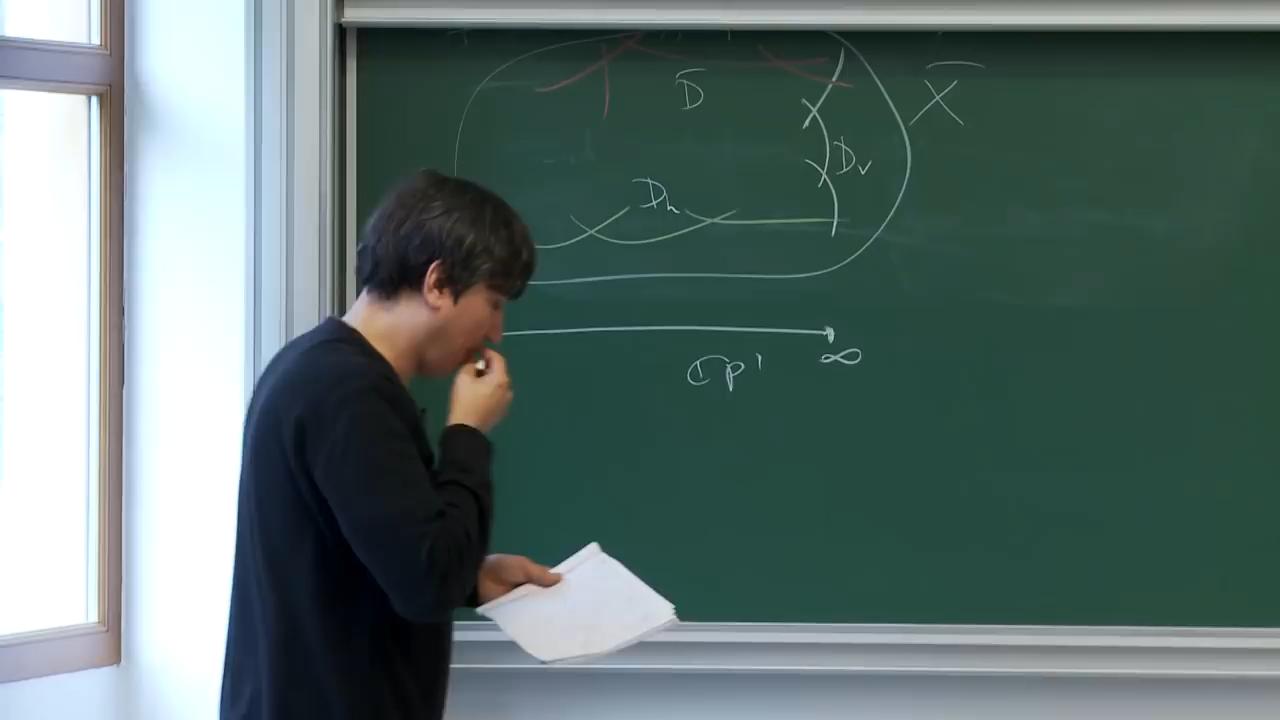 D̅
X̅
D_v
D_h
ℂP¹
∞